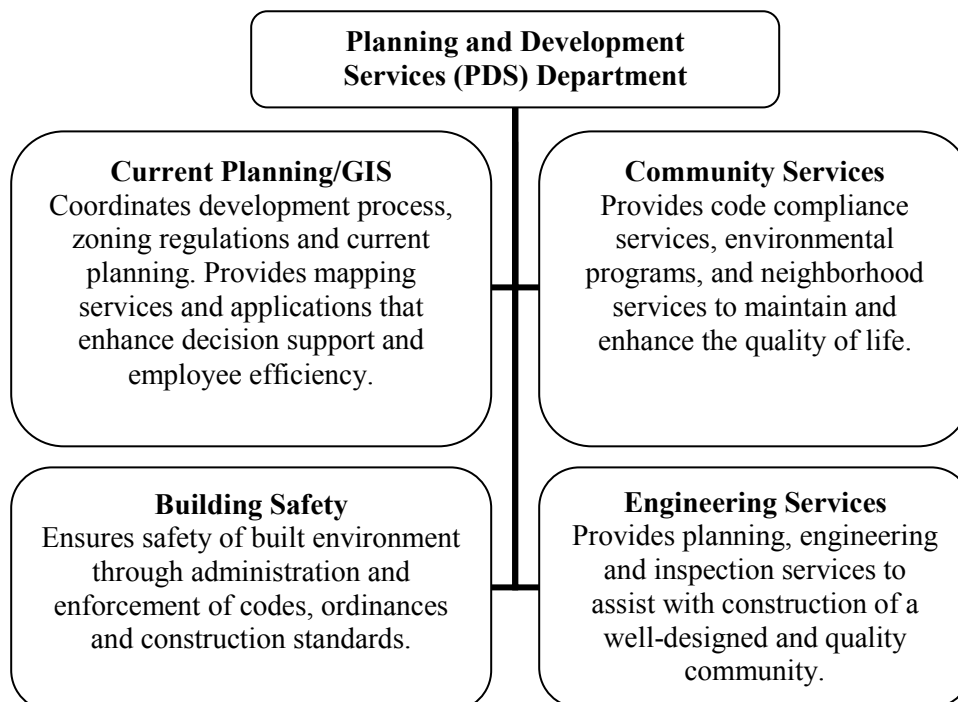 Planning and Development
Services (PDS) Department
Current Planning/GIS
Coordinates development process,
zoning regulations and current
planning. Provides mapping
services and applications that
enhance decision support and
employee efficiency.
Community Services
Provides code compliance
services, environmental
programs, and neighborhood
services to maintain and
enhance the quality of life.
Building Safety
Ensures safety of built environment
through administration and
enforcement of codes, ordinances
and construction standards.
Engineering Services
Provides planning, engineering
and inspection services to
assist with construction of a
well-designed and quality
community.